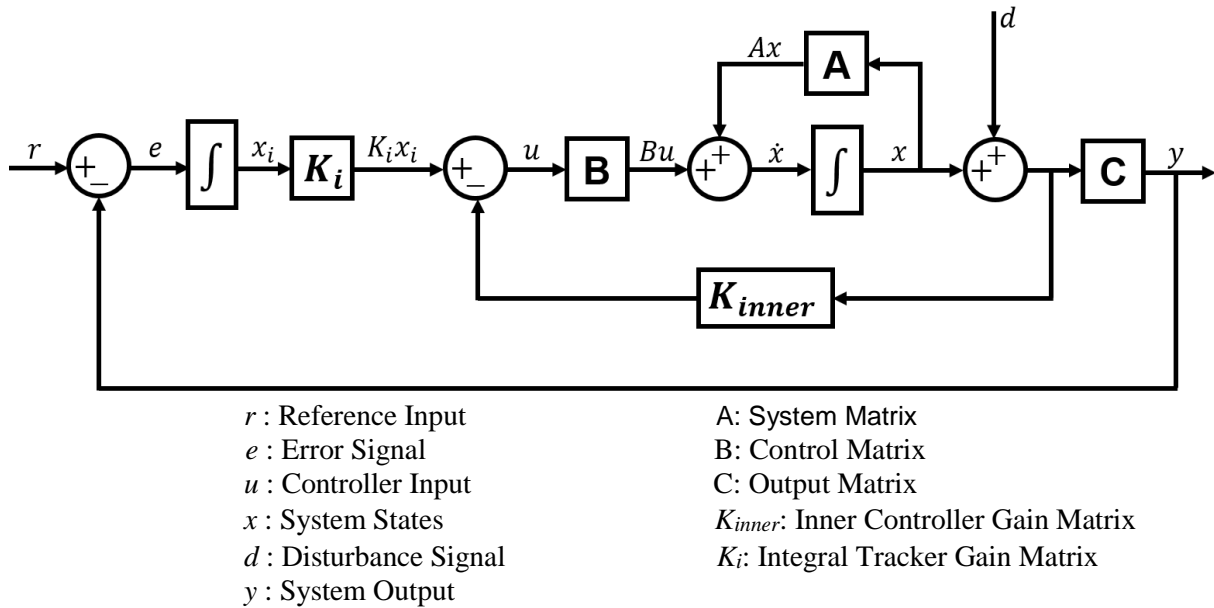 d
Ax
A
r
+
−
e
∫
x_i
K_i
K_i x_i
+
−
u
B
Bu
+
+
ẋ
∫
x
+
+
C
y
K_inner
r : Reference Input
e : Error Signal
u : Controller Input
x : System States
d : Disturbance Signal
y : System Output
A: System Matrix
B: Control Matrix
C: Output Matrix
K_inner: Inner Controller Gain Matrix
K_i: Integral Tracker Gain Matrix